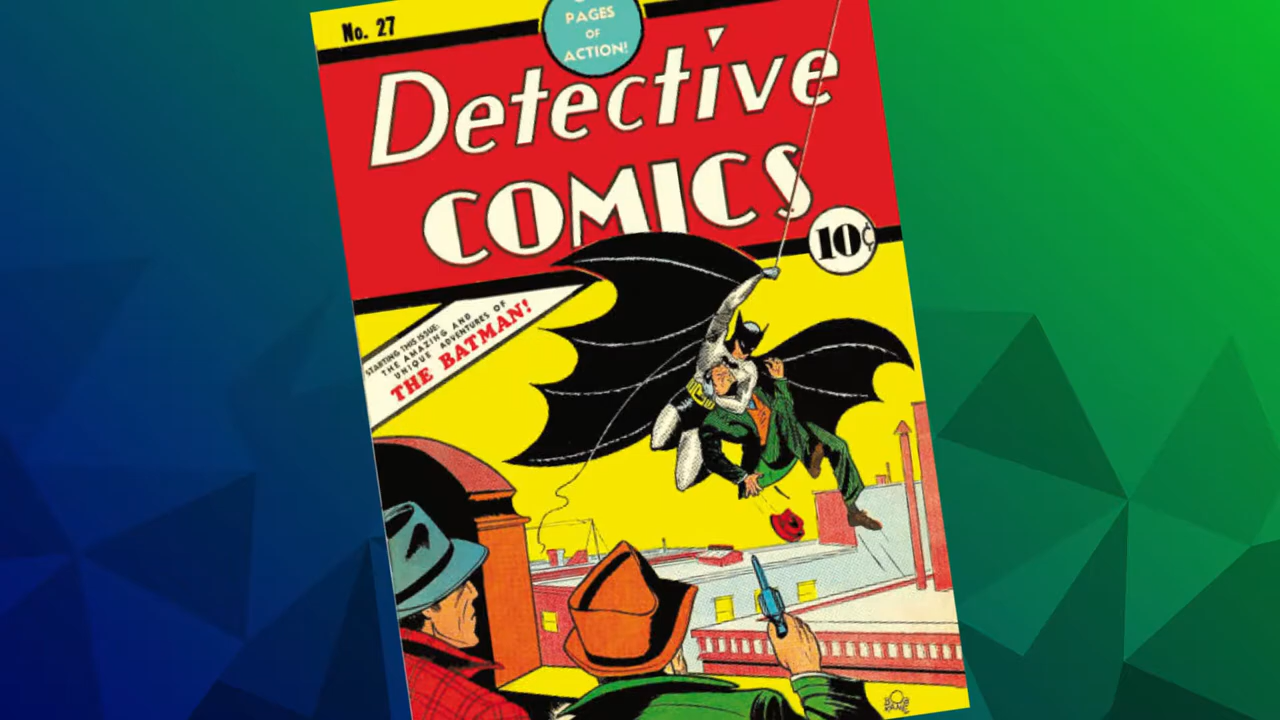 No. 27
PAGES
OF
ACTION!
Detective
COMICS
10¢
STARTING THIS ISSUE:
THE AMAZING AND
UNIQUE ADVENTURES OF
THE BATMAN!